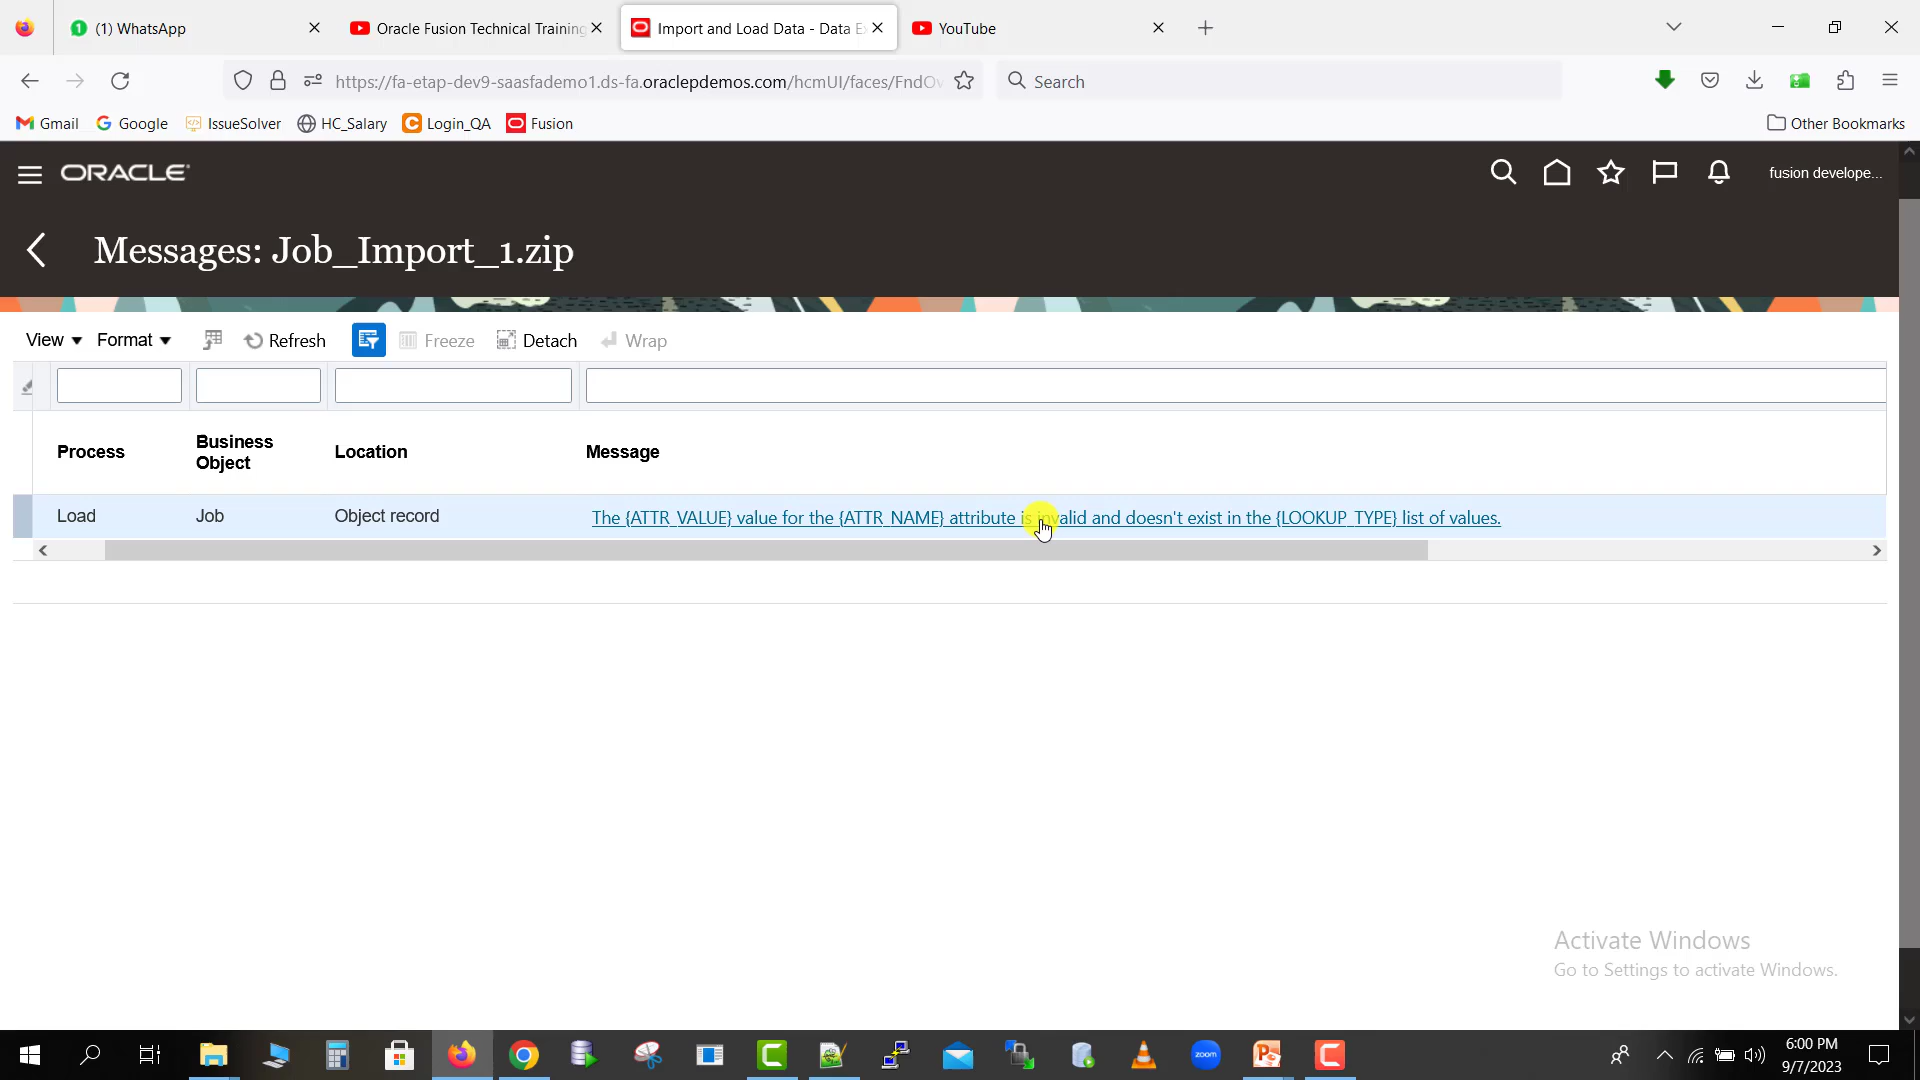 (1) WhatsApp
Oracle Fusion Technical Training
Import and Load Data - Data E
YouTube
https://fa-etap-dev9-saasfademo1.ds-fa.oraclepdemos.com/hcmUI/faces/FndOv
Search
Gmail
Google
IssueSolver
HC_Salary
Login_QA
Fusion
Other Bookmarks
ORACLE
fusion develope...
Messages: Job_Import_1.zip
View
Format
Refresh
Freeze
Detach
Wrap
Process
Business
Object
Location
Message
Load
Job
Object record
The {ATTR_VALUE} value for the {ATTR_NAME} attribute is invalid and doesn't exist in the {LOOKUP_TYPE} list of values.
Activate Windows
Go to Settings to activate Windows.
zoom
6:00 PM
9/7/2023